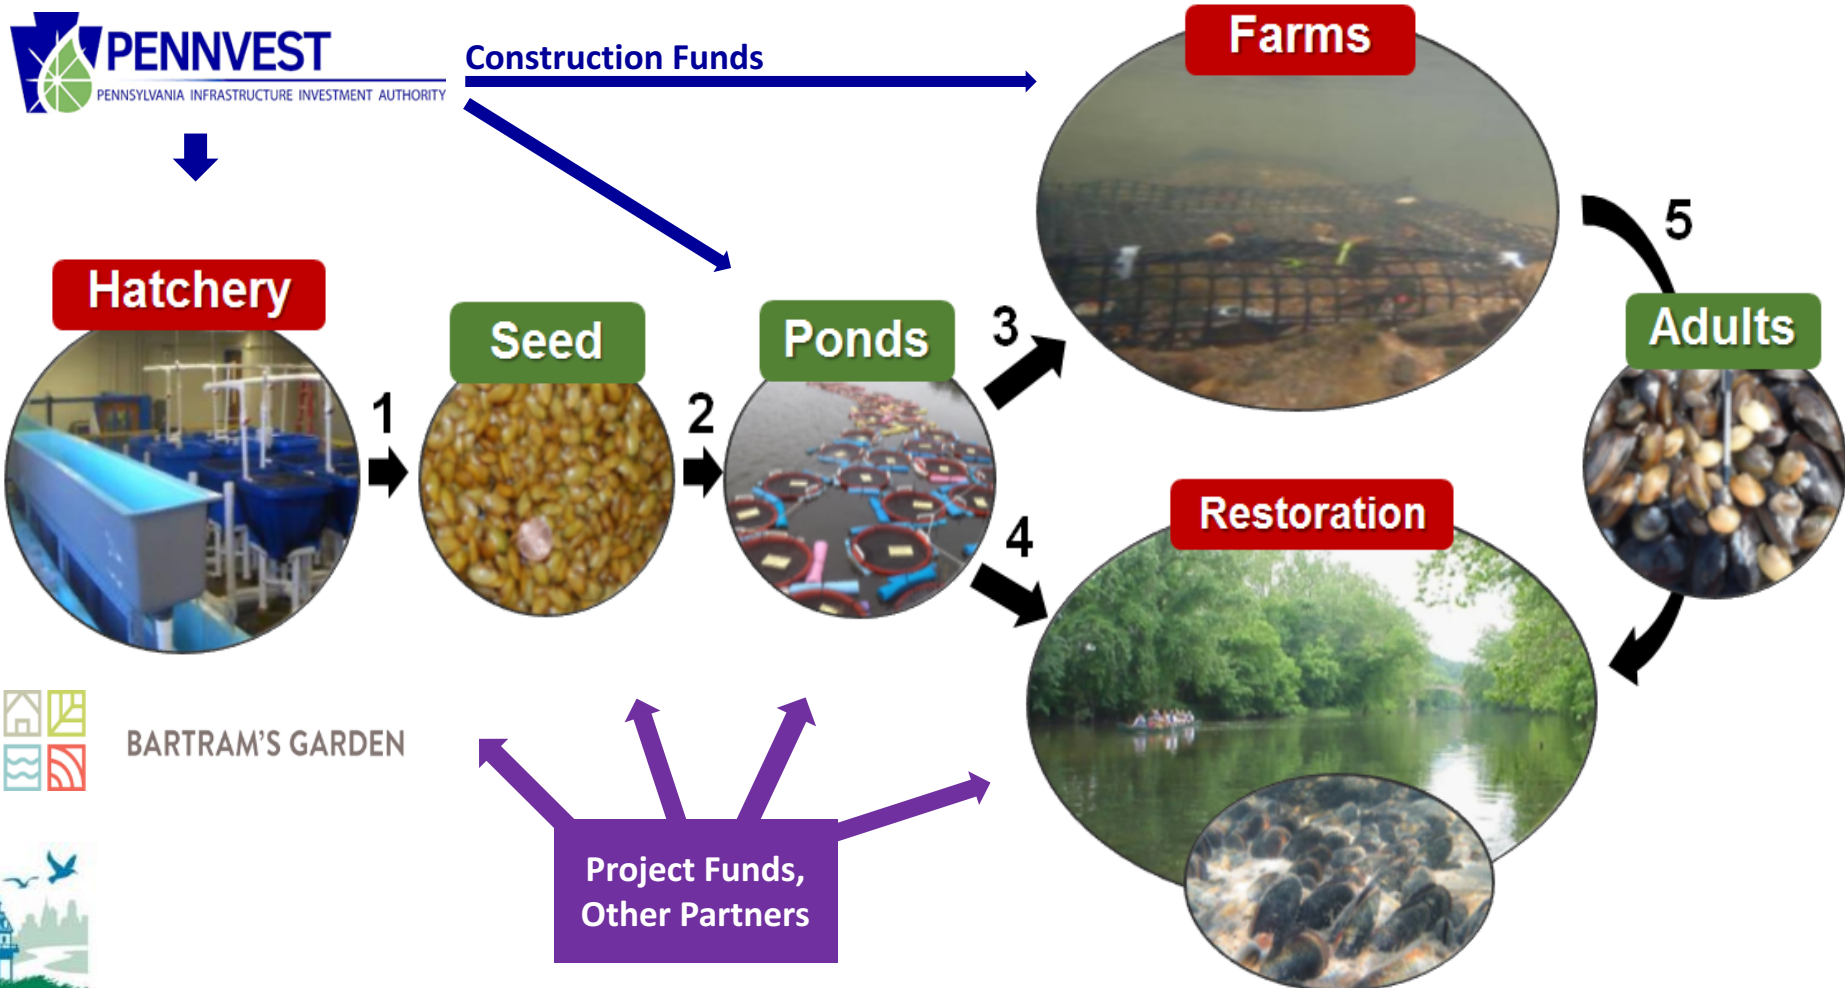 PENNVEST
PENNSYLVANIA INFRASTRUCTURE INVESTMENT AUTHORITY
Construction Funds
Farms
5
Hatchery
Seed
Ponds
3
Adults
1
2
Restoration
4
BARTRAM'S GARDEN
Project Funds,
Other Partners